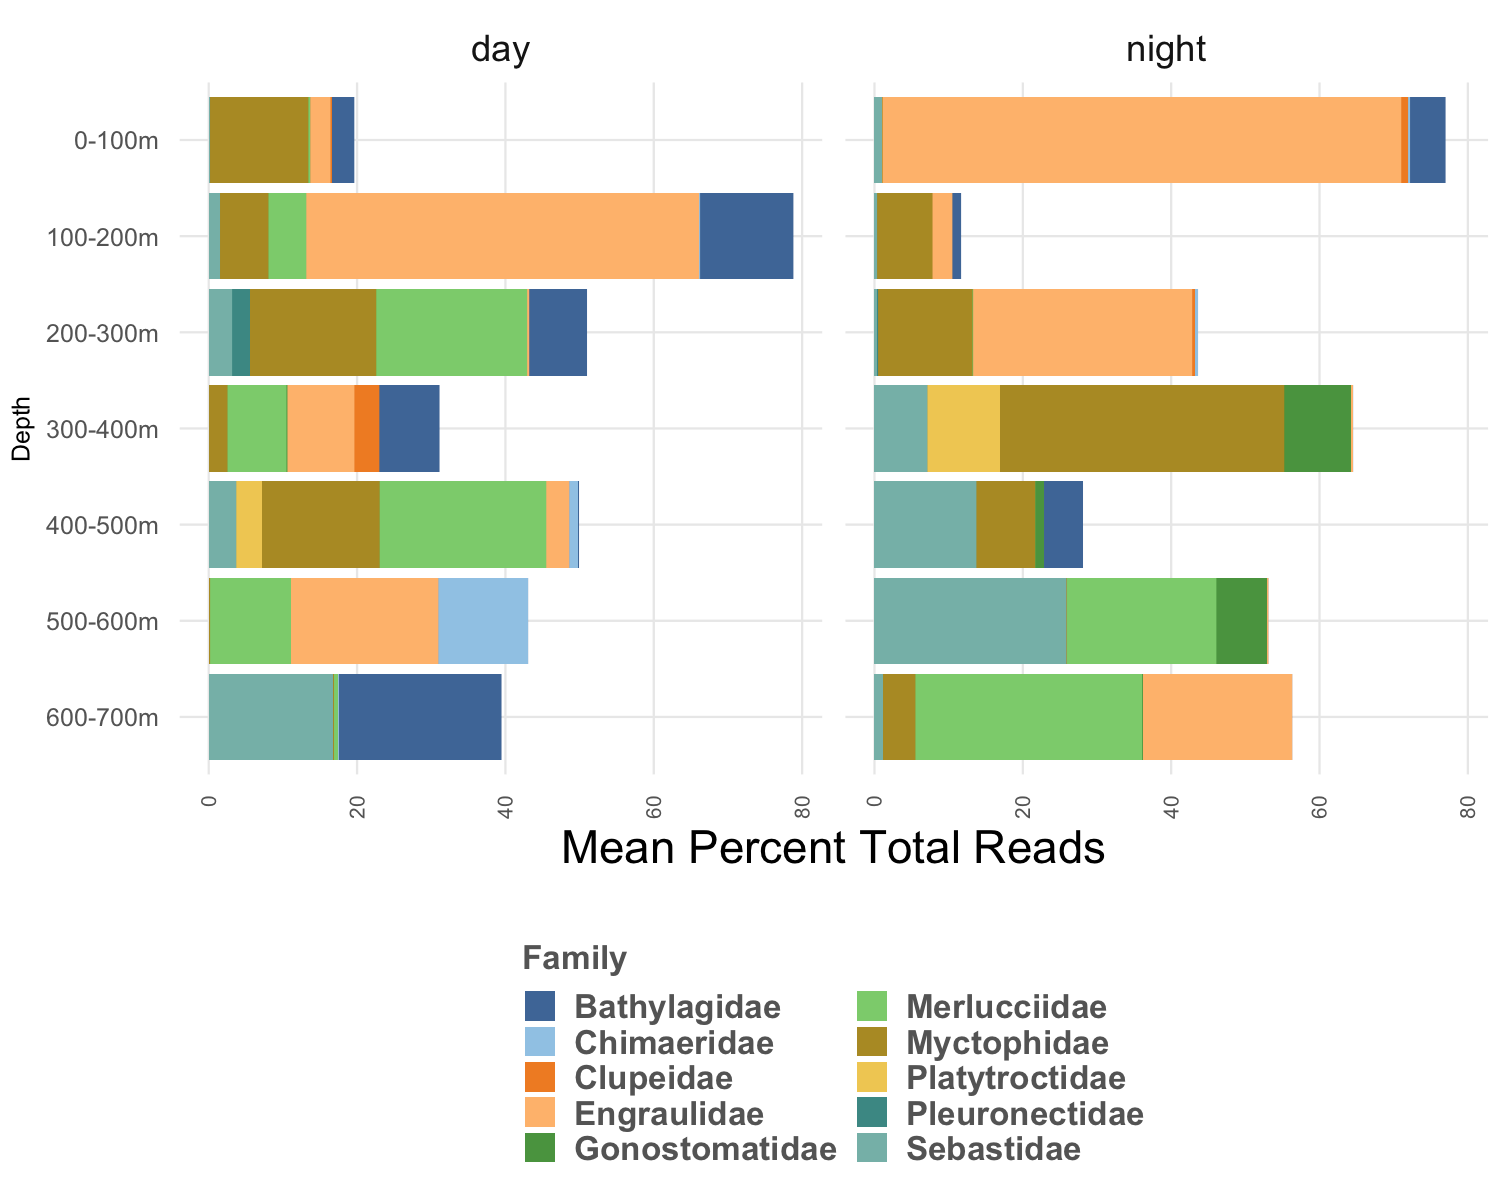 day
night
0-100m
100-200m
200-300m
300-400m
400-500m
500-600m
600-700m
Depth
0 20 40 60 80
0 20 40 60 80
Mean Percent Total Reads
Family
Bathylagidae
Chimaeridae
Clupeidae
Engraulidae
Gonostomatidae
Merlucciidae
Myctophidae
Platytroctidae
Pleuronectidae
Sebastidae